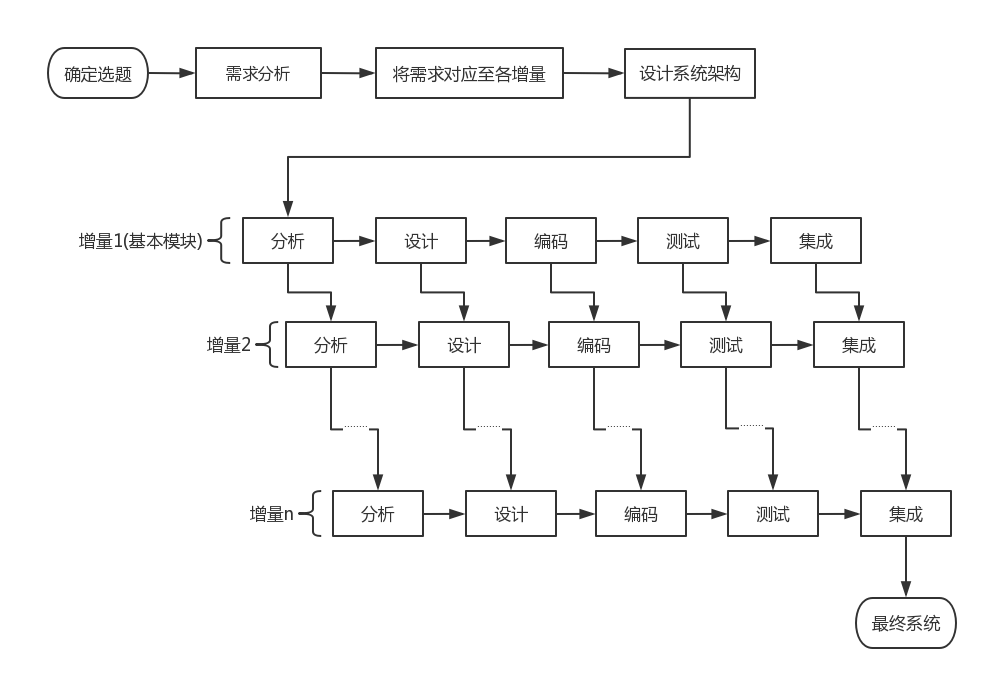 确定选题
需求分析
将需求对应至各增量
设计系统架构
增量1(基本模块)
分析
设计
编码
测试
集成
增量2
分析
设计
编码
测试
集成
增量n
分析
设计
编码
测试
集成
最终系统